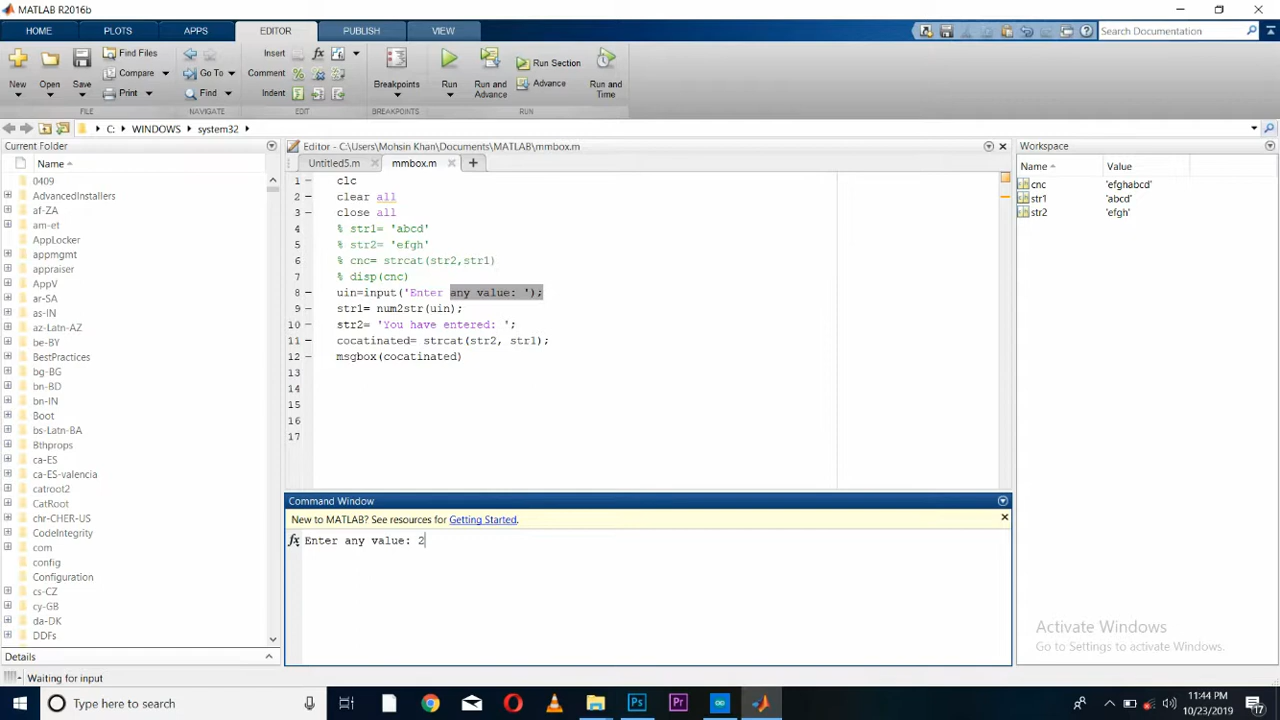 MATLAB R2016b
HOME PLOTS APPS EDITOR PUBLISH VIEW
Search Documentation
New Open Save
Find Files
Compare
Print
FILE
Go To
Find
NAVIGATE
Insert
Comment
Indent
EDIT
Breakpoints
BREAKPOINTS
Run
Run and Advance
Run Section
Advance
Run and Time
RUN
C: WINDOWS system32
Current Folder
Name
0409
AdvancedInstallers
af-ZA
am-et
AppLocker
appmgmt
appraiser
AppV
ar-SA
as-IN
az-Latn-AZ
be-BY
BestPractices
bg-BG
bn-BD
bn-IN
Boot
bs-Latn-BA
Bthprops
ca-ES
ca-ES-valencia
catroot2
CatRoot
chr-CHER-US
CodeIntegrity
com
config
Configuration
cs-CZ
cy-GB
da-DK
DDFs
Details
Editor - C:\Users\Mohsin Khan\Documents\MATLAB\mmbox.m
Untitled5.m mmbox.m
1 clc
2 clear all
3 close all
4 % str1= 'abcd'
5 % str2= 'efgh'
6 % cnc= strcat(str2,str1)
7 % disp(cnc)
8 uin=input('Enter any value: ');
9 str1= num2str(uin);
10 str2= 'You have entered: ';
11 cocatinated= strcat(str2, str1);
12 msgbox(cocatinated)
13
14
15
16
17
Command Window
New to MATLAB? See resources for Getting Started.
fx Enter any value: 2
Workspace
Name Value
cnc 'efghabcd'
str1 'abcd'
str2 'efgh'
Activate Windows
Go to Settings to activate Windows.
Waiting for input
Type here to search
11:44 PM
10/23/2019
17